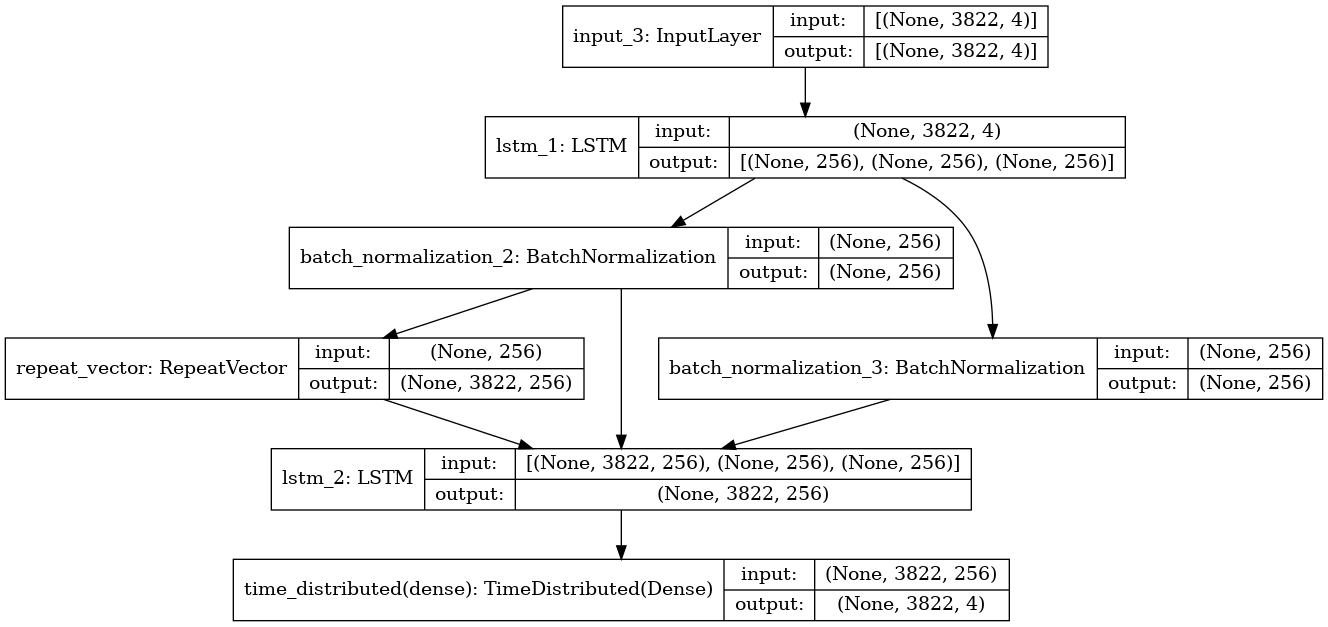 input_3: InputLayer
input: [(None, 3822, 4)]
output: [(None, 3822, 4)]
lstm_1: LSTM
input: (None, 3822, 4)
output: [(None, 256), (None, 256), (None, 256)]
batch_normalization_2: BatchNormalization
input: (None, 256)
output: (None, 256)
repeat_vector: RepeatVector
input: (None, 256)
output: (None, 3822, 256)
batch_normalization_3: BatchNormalization
input: (None, 256)
output: (None, 256)
lstm_2: LSTM
input: [(None, 3822, 256), (None, 256), (None, 256)]
output: (None, 3822, 256)
time_distributed(dense): TimeDistributed(Dense)
input: (None, 3822, 256)
output: (None, 3822, 4)